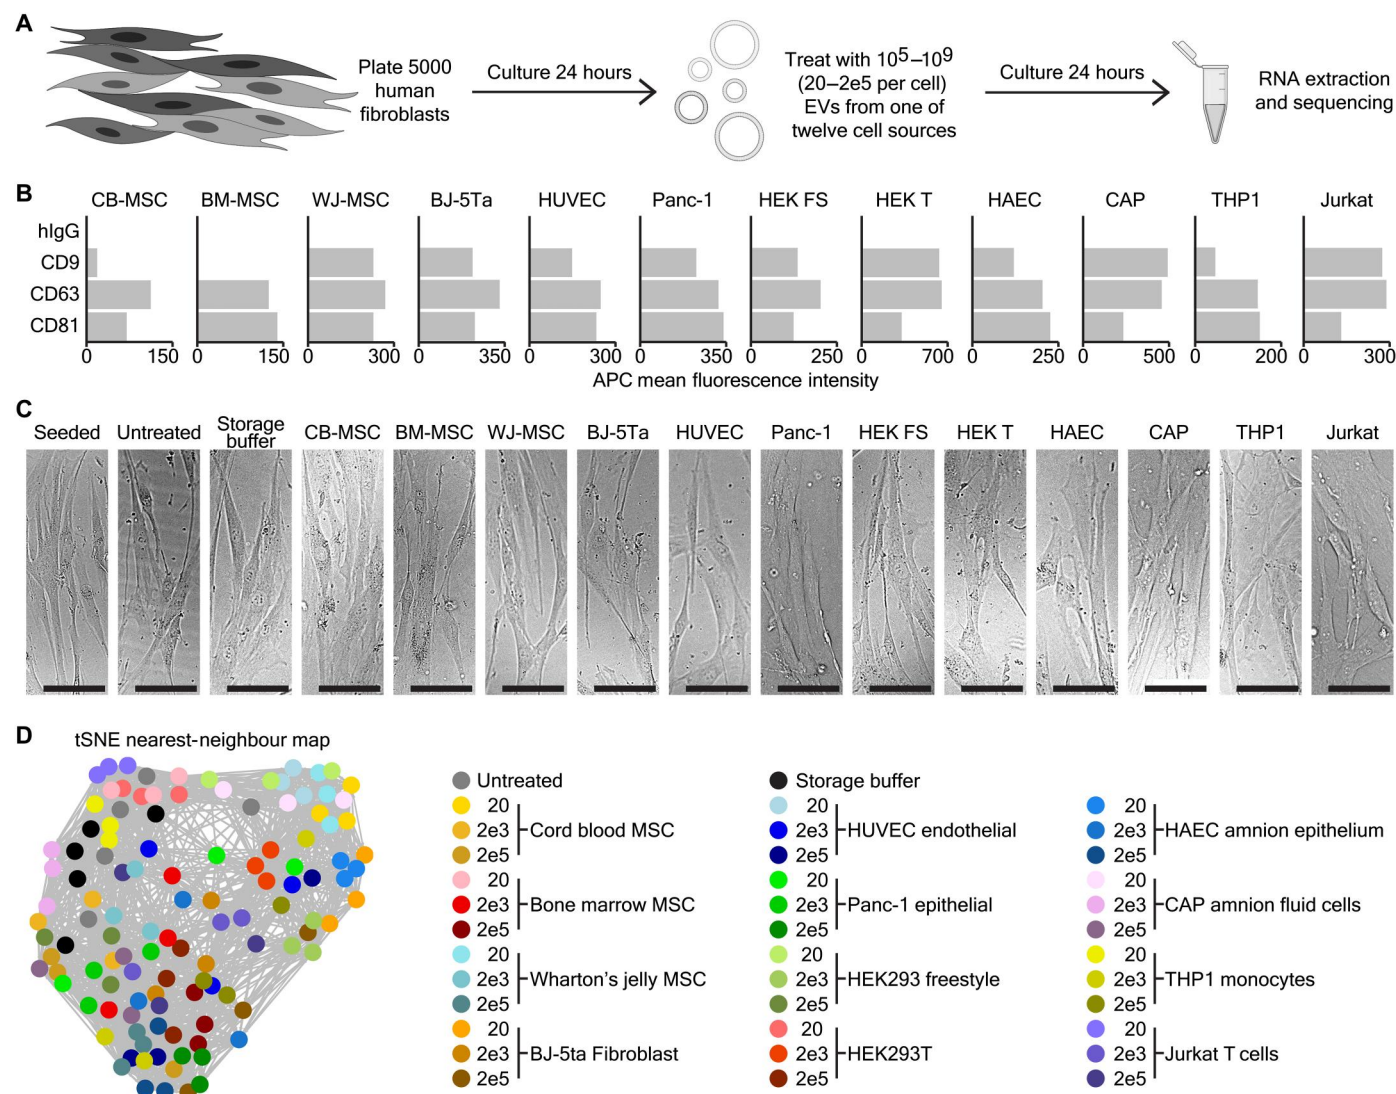 A
Plate 5000
human
fibroblasts
Culture 24 hours
Treat with 10⁵–10⁹
(20–2e5 per cell)
EVs from one of
twelve cell sources
Culture 24 hours
RNA extraction
and sequencing
B
CB-MSC BM-MSC WJ-MSC BJ-5Ta HUVEC Panc-1 HEK FS HEK T HAEC CAP THP1 Jurkat
hIgG
CD9
CD63
CD81
0 150 0 150 0 300 0 350 0 300 0 350 0 250 0 700 0 250 0 500 0 200 0 300
APC mean fluorescence intensity
C
Seeded Untreated Storage buffer CB-MSC BM-MSC WJ-MSC BJ-5Ta HUVEC Panc-1 HEK FS HEK T HAEC CAP THP1 Jurkat
D
tSNE nearest-neighbour map
Untreated
20
2e3 Cord blood MSC
2e5
20
2e3 Bone marrow MSC
2e5
20
2e3 Wharton’s jelly MSC
2e5
20
2e3 BJ-5ta Fibroblast
2e5
Storage buffer
20
2e3 HUVEC endothelial
2e5
20
2e3 Panc-1 epithelial
2e5
20
2e3 HEK293 freestyle
2e5
20
2e3 HEK293T
2e5
20
2e3 HAEC amnion epithelium
2e5
20
2e3 CAP amnion fluid cells
2e5
20
2e3 THP1 monocytes
2e5
20
2e3 Jurkat T cells
2e5